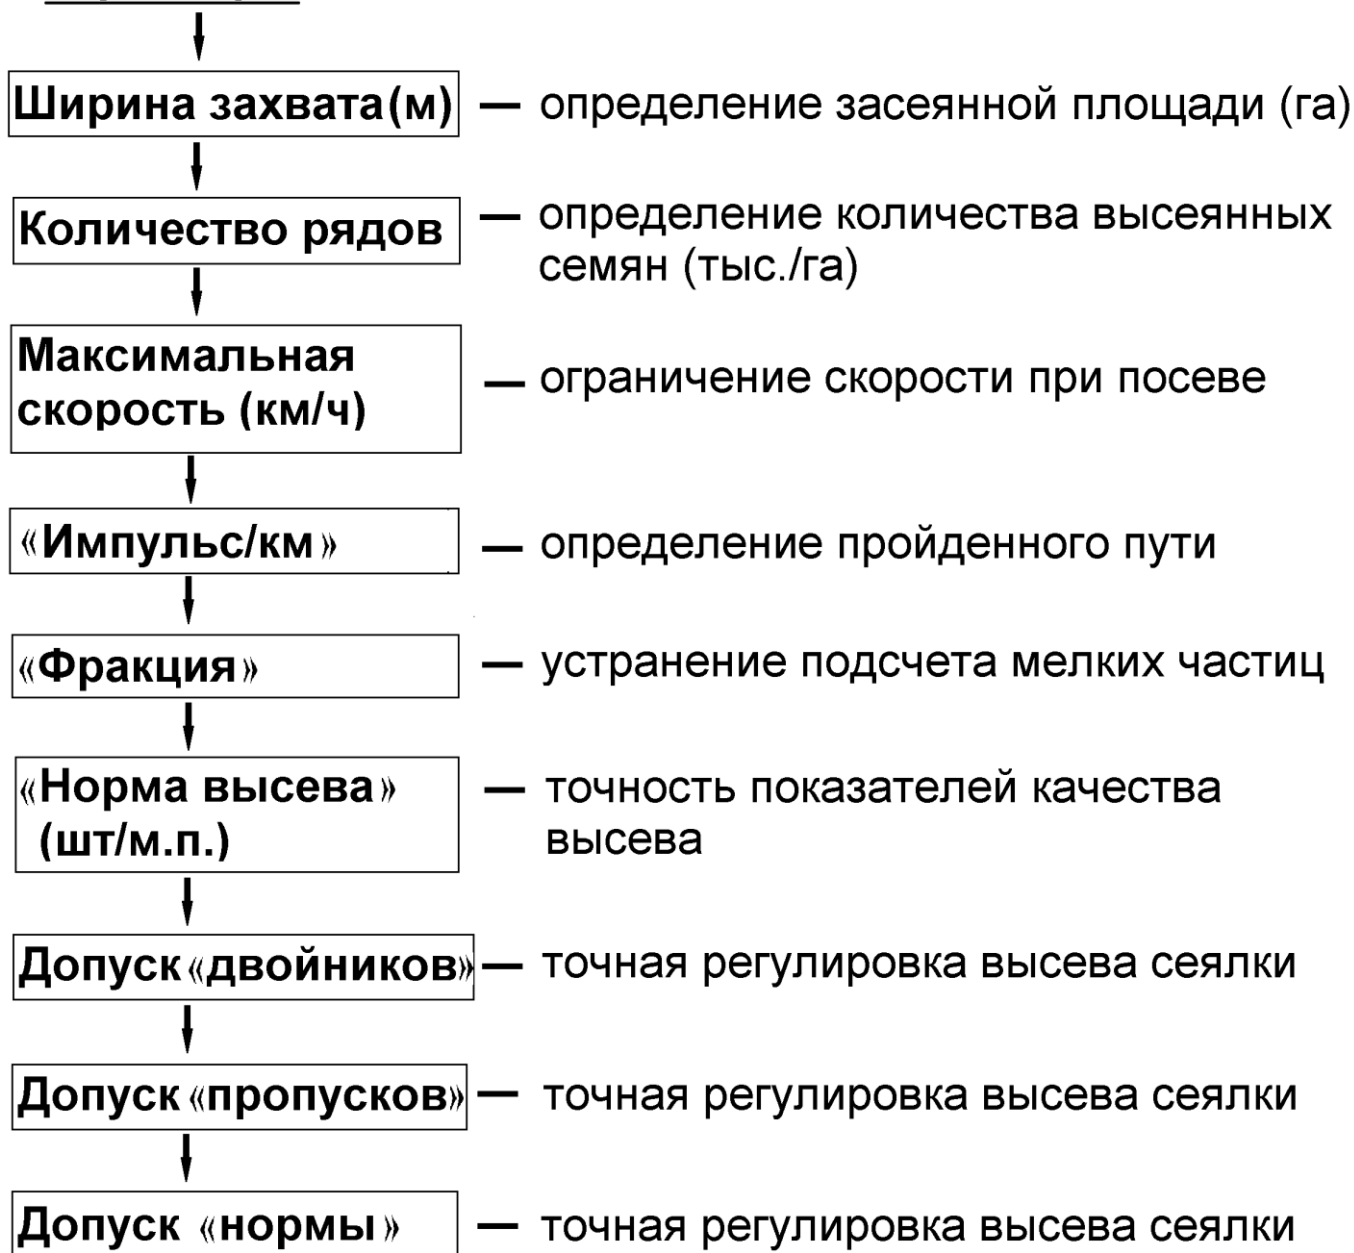 Ширина захвата (м) — определение засеянной площади (га)
Количество рядов — определение количества высеянных
семян (тыс./га)
Максимальная
скорость (км/ч) — ограничение скорости при посеве
«Импульс/км» — определение пройденного пути
«Фракция» — устранение подсчета мелких частиц
«Норма высева»
(шт/м.п.) — точность показателей качества
высева
Допуск «двойников» — точная регулировка высева сеялки
Допуск «пропусков» — точная регулировка высева сеялки
Допуск «нормы» — точная регулировка высева сеялки